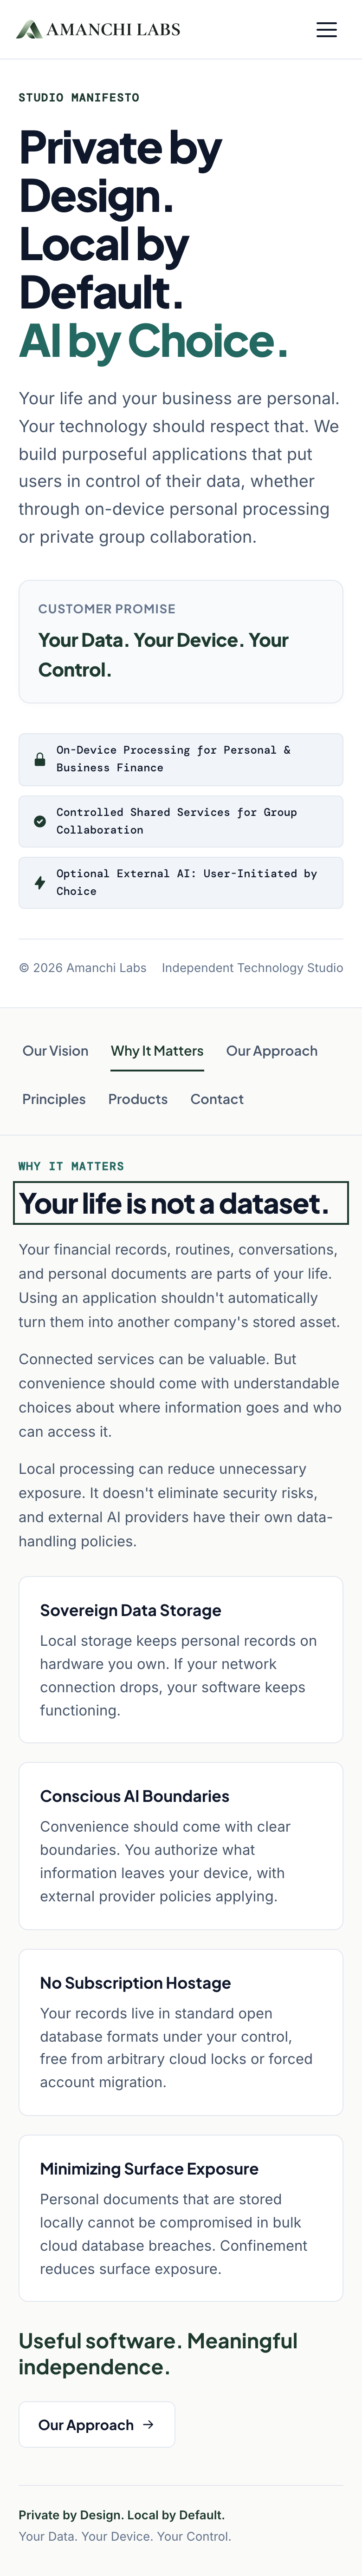 AMANCHI LABS
STUDIO MANIFESTO
Private by
Design.
Local by
Default.
AI by Choice.
Your life and your business are personal.
Your technology should respect that. We
build purposeful applications that put
users in control of their data, whether
through on-device personal processing
or private group collaboration.
CUSTOMER PROMISE
Your Data. Your Device. Your
Control.
On-Device Processing for Personal &
Business Finance
Controlled Shared Services for Group
Collaboration
Optional External AI: User-Initiated by
Choice
© 2026 Amanchi Labs Independent Technology Studio
Our Vision Why It Matters Our Approach
Principles Products Contact
WHY IT MATTERS
Your life is not a dataset.
Your financial records, routines, conversations,
and personal documents are parts of your life.
Using an application shouldn't automatically
turn them into another company's stored asset.
Connected services can be valuable. But
convenience should come with understandable
choices about where information goes and who
can access it.
Local processing can reduce unnecessary
exposure. It doesn't eliminate security risks,
and external AI providers have their own data-
handling policies.
Sovereign Data Storage
Local storage keeps personal records on
hardware you own. If your network
connection drops, your software keeps
functioning.
Conscious AI Boundaries
Convenience should come with clear
boundaries. You authorize what
information leaves your device, with
external provider policies applying.
No Subscription Hostage
Your records live in standard open
database formats under your control,
free from arbitrary cloud locks or forced
account migration.
Minimizing Surface Exposure
Personal documents that are stored
locally cannot be compromised in bulk
cloud database breaches. Confinement
reduces surface exposure.
Useful software. Meaningful
independence.
Our Approach →
Private by Design. Local by Default.
Your Data. Your Device. Your Control.